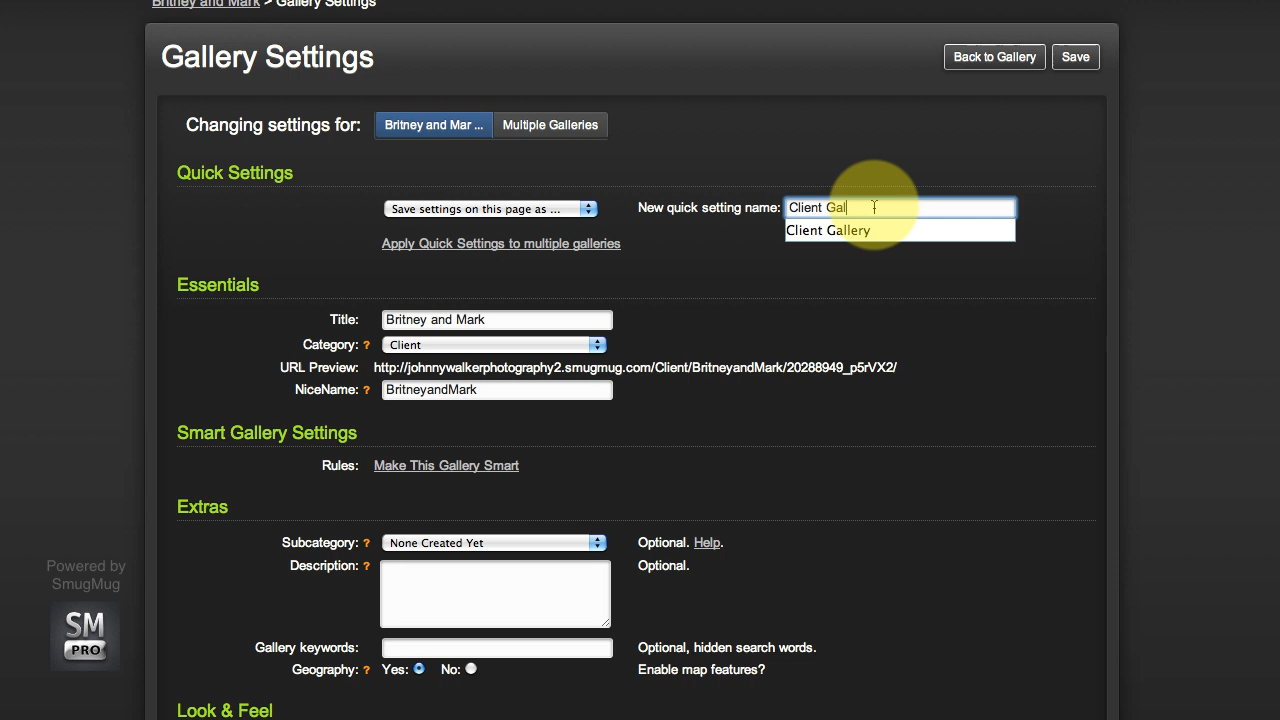 Britney and Mark > Gallery Settings
Gallery Settings
Back to Gallery Save
Changing settings for: Britney and Mar ... Multiple Galleries
Quick Settings
Save settings on this page as ... New quick setting name: Client Gal
Client Gallery
Apply Quick Settings to multiple galleries
Essentials
Title: Britney and Mark
Category: ? Client
URL Preview: http://johnnywalkerphotography2.smugmug.com/Client/BritneyandMark/20288949_p5rVX2/
NiceName: ? BritneyandMark
Smart Gallery Settings
Rules: Make This Gallery Smart
Extras
Subcategory: ? None Created Yet Optional. Help.
Description: ? Optional.
Gallery keywords: Optional, hidden search words.
Geography: ? Yes: No: Enable map features?
Look & Feel
Powered by
SmugMug
SM
PRO